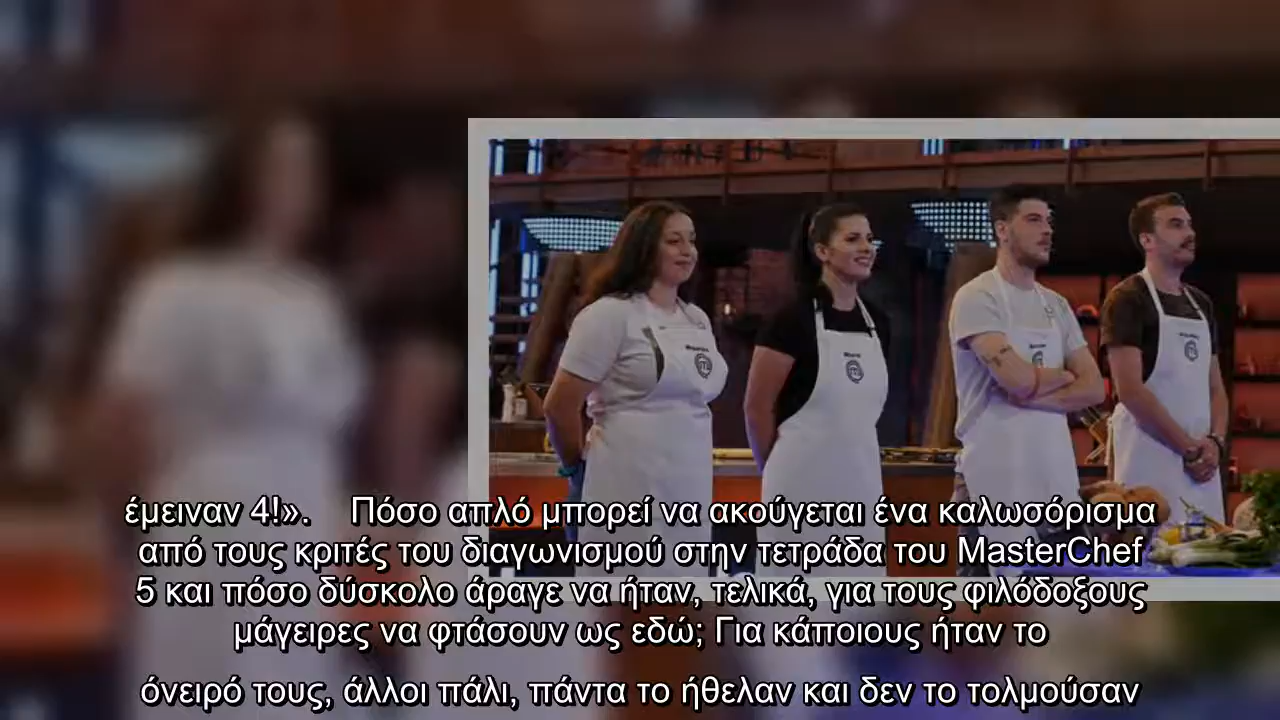 έμειναν 4!». Πόσο απλό μπορεί να ακούγεται ένα καλωσόρισμα
από τους κριτές του διαγωνισμού στην τετράδα του MasterChef
5 και πόσο δύσκολο άραγε να ήταν, τελικά, για τους φιλόδοξους
μάγειρες να φτάσουν ως εδώ; Για κάποιους ήταν το
όνειρό τους, άλλοι πάλι, πάντα το ήθελαν και δεν το τολμούσαν